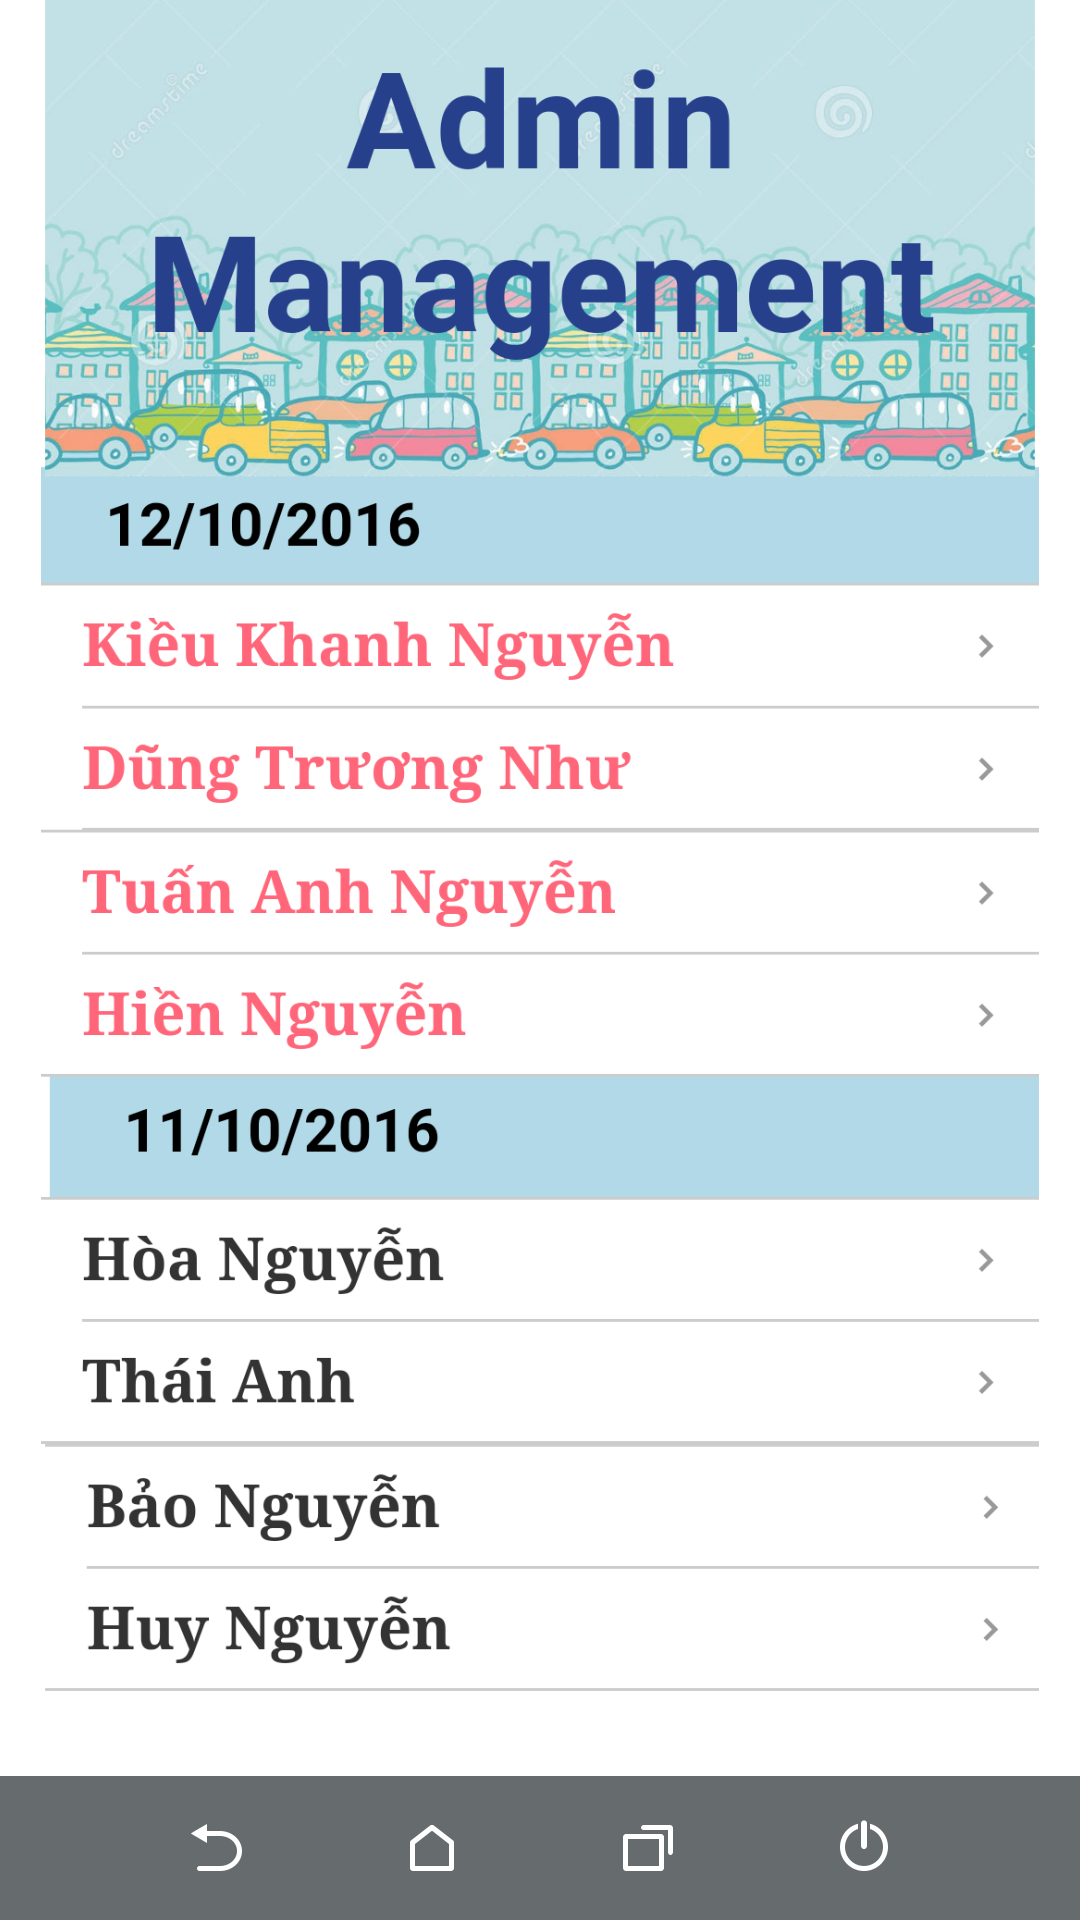 Admin
Management
dreamstime
12/10/2016
Kiều Khanh Nguyễn
Dũng Trương Như
Tuấn Anh Nguyễn
Hiền Nguyễn
11/10/2016
Hòa Nguyễn
Thái Anh
Bảo Nguyễn
Huy Nguyễn